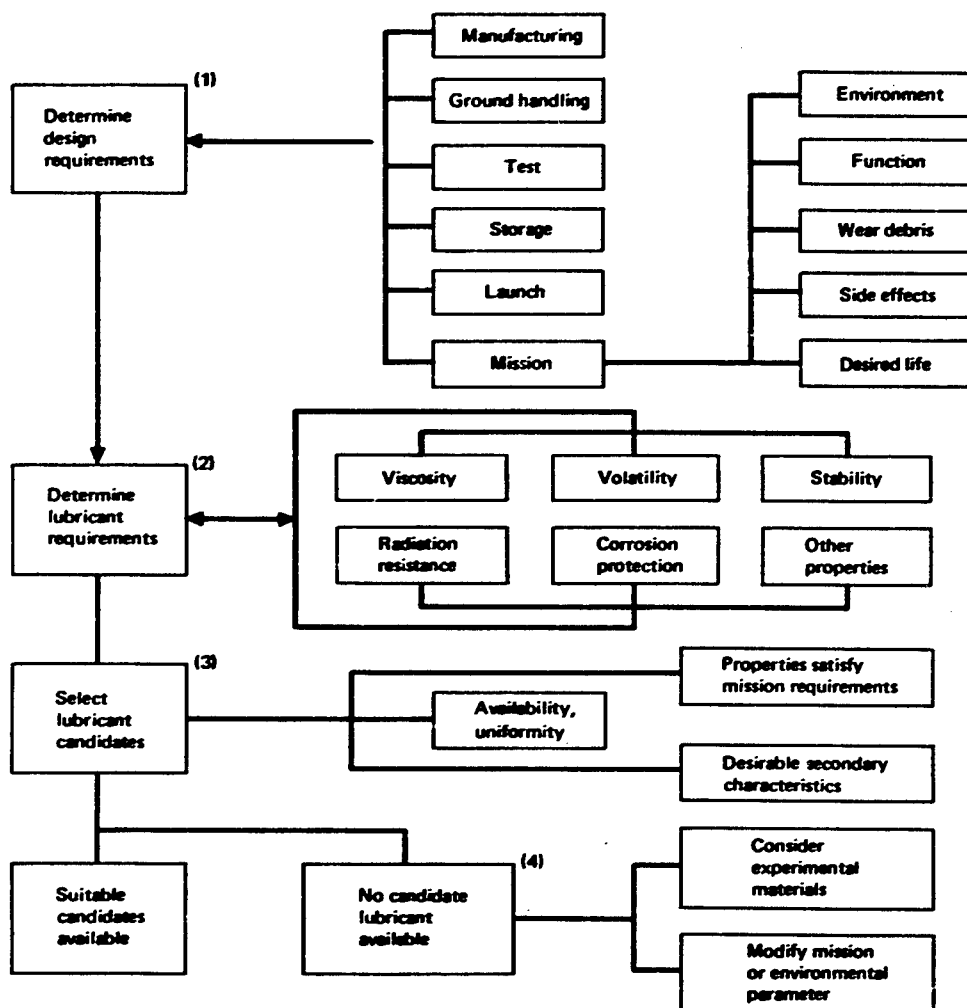 (1)
Determine
design
requirements
Manufacturing
Ground handling
Test
Storage
Launch
Mission
Environment
Function
Wear debris
Side effects
Desired life
(2)
Determine
lubricant
requirements
Viscosity
Volatility
Stability
Radiation
resistance
Corrosion
protection
Other
properties
(3)
Select
lubricant
candidates
Availability,
uniformity
Properties satisfy
mission requirements
Desirable secondary
characteristics
Suitable
candidates
available
(4)
No candidate
lubricant
available
Consider
experimental
materials
Modify mission
or environmental
parameter